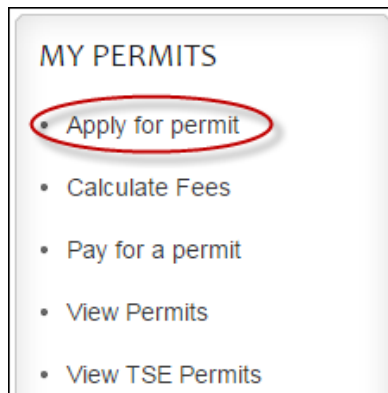 MY PERMITS
• Apply for permit
• Calculate Fees
• Pay for a permit
• View Permits
• View TSE Permits